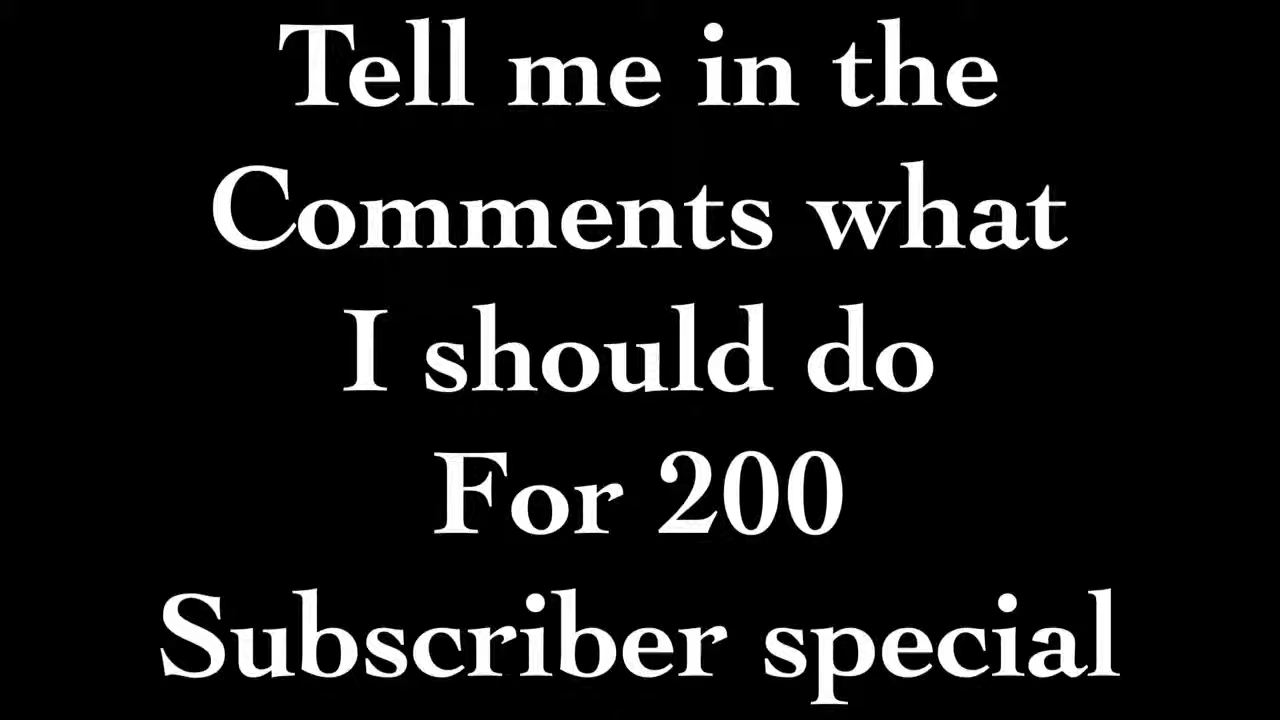 Tell me in the
Comments what
I should do
For 200
Subscriber special